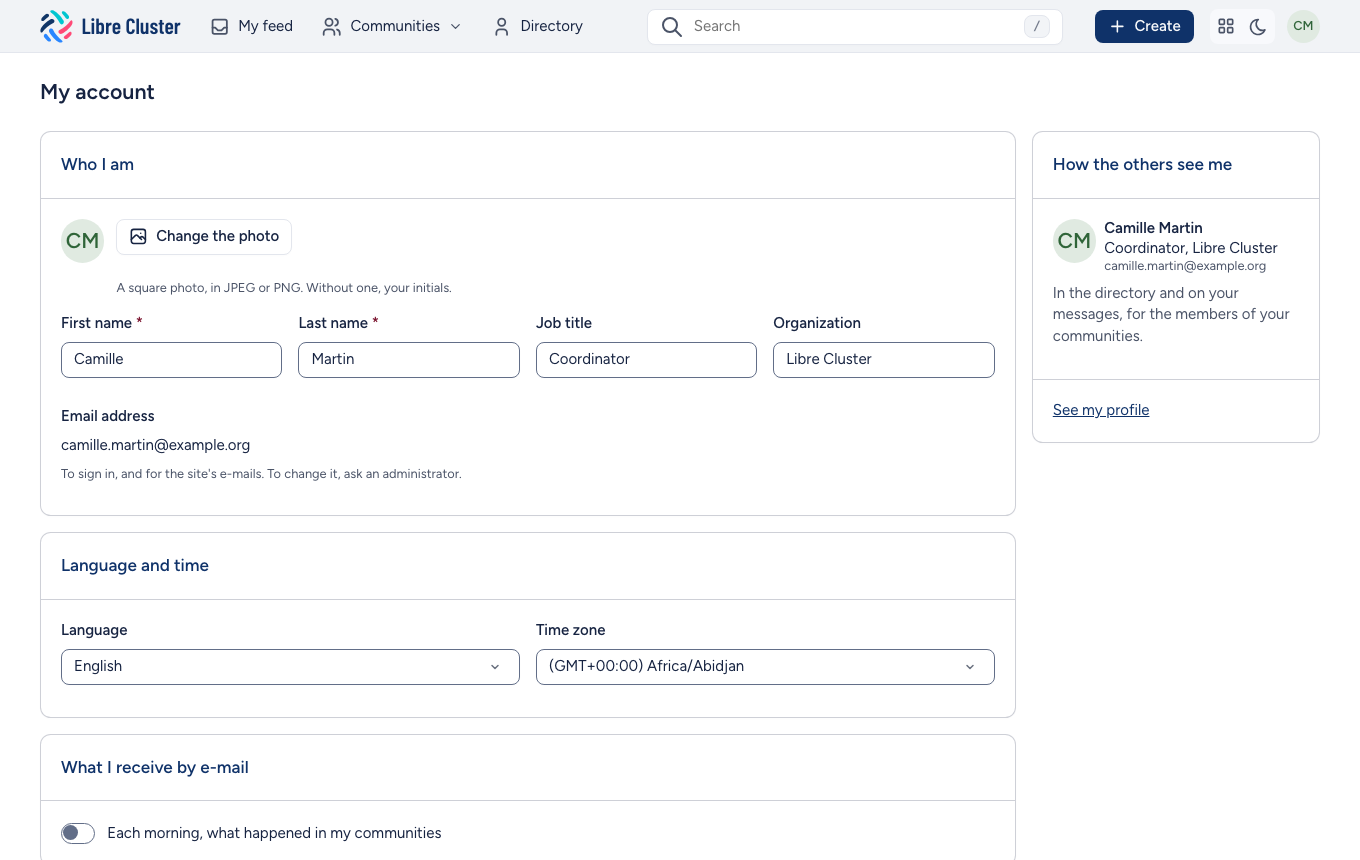 Libre Cluster
My feed
Communities
Directory
Search
/
Create
CM
My account
Who I am
CM
Change the photo
A square photo, in JPEG or PNG. Without one, your initials.
First name *
Last name *
Job title
Organization
Camille
Martin
Coordinator
Libre Cluster
Email address
camille.martin@example.org
To sign in, and for the site's e-mails. To change it, ask an administrator.
How the others see me
CM
Camille Martin
Coordinator, Libre Cluster
camille.martin@example.org
In the directory and on your
messages, for the members of your
communities.
See my profile
Language and time
Language
Time zone
English
(GMT+00:00) Africa/Abidjan
What I receive by e-mail
Each morning, what happened in my communities